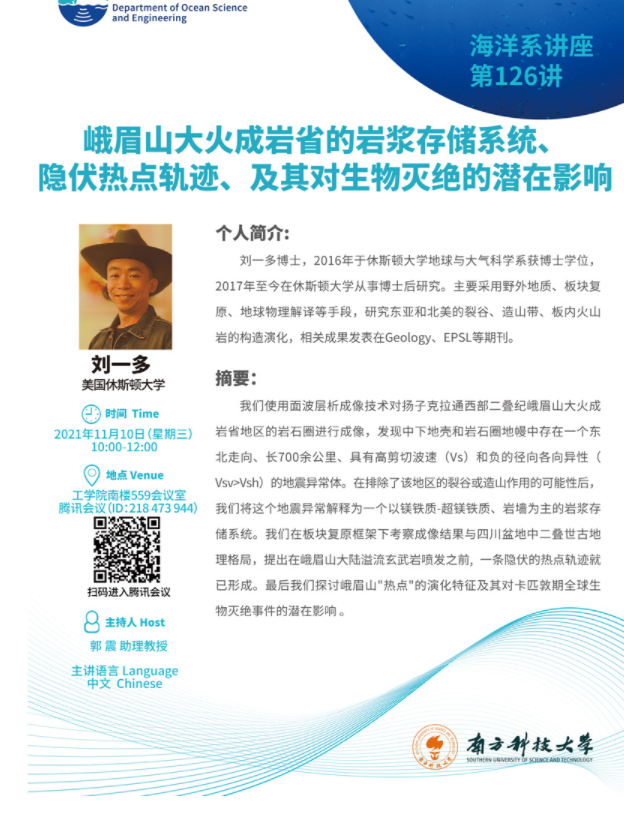 Department of Ocean Science
and Engineering
海洋系讲座
第126讲
峨眉山大火成岩省的岩浆存储系统、
隐伏热点轨迹、及其对生物灭绝的潜在影响
个人简介:
刘一多博士，2016年于休斯顿大学地球与大气科学系获博士学位，
2017年至今在休斯顿大学从事博士后研究。主要采用野外地质、板块复
原、地球物理解译等手段，研究东亚和北美的裂谷、造山带、板内火山
岩的构造演化，相关成果发表在Geology、EPSL等期刊。
刘一多
美国休斯顿大学
时间 Time
2021年11月10日（星期三）
10:00-12:00
地点 Venue
工学院南楼559会议室
腾讯会议（ID：218 473 944）
扫码进入腾讯会议
主持人 Host
郭 震 助理教授
主讲语言 Language
中文 Chinese
摘要:
我们使用面波层析成像技术对扬子克拉通西部二叠纪峨眉山大火成
岩省地区的岩石圈进行成像，发现中下地壳和岩石圈地幔中存在一个东
北走向、长700余公里、具有高剪切波速（Vs）和负的径向各向异性（
Vsv>Vsh）的地震异常体。在排除了该地区的裂谷或造山作用的可能性后，
我们将这个地震异常解释为一个以镁铁质-超镁铁质、岩墙为主的岩浆存
储系统。我们在板块复原框架下考察成像结果与四川盆地中二叠世古地
理格局，提出在峨眉山大陆溢流玄武岩喷发之前, 一条隐伏的热点轨迹就
已形成。最后我们探讨峨眉山"热点"的演化特征及其对卡匹敦期全球生
物灭绝事件的潜在影响 。
南方科技大学
SOUTHERN UNIVERSITY OF SCIENCE AND TECHNOLOGY